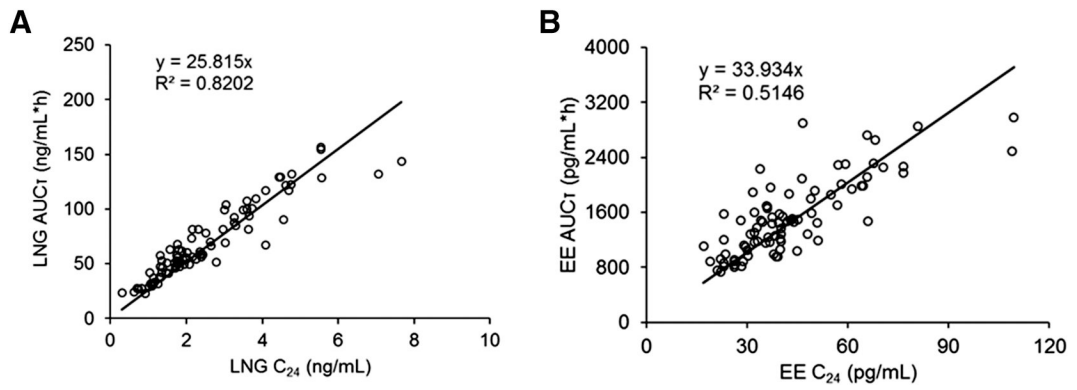 A
250
200
150
100
50
0
LNG AUCτ (ng/mL*h)
y = 25.815x
R² = 0.8202
0 2 4 6 8 10
LNG C₂₄ (ng/mL)
B
4000
3200
2400
1600
800
0
EE AUCτ (pg/mL*h)
y = 33.934x
R² = 0.5146
0 30 60 90 120
EE C₂₄ (pg/mL)